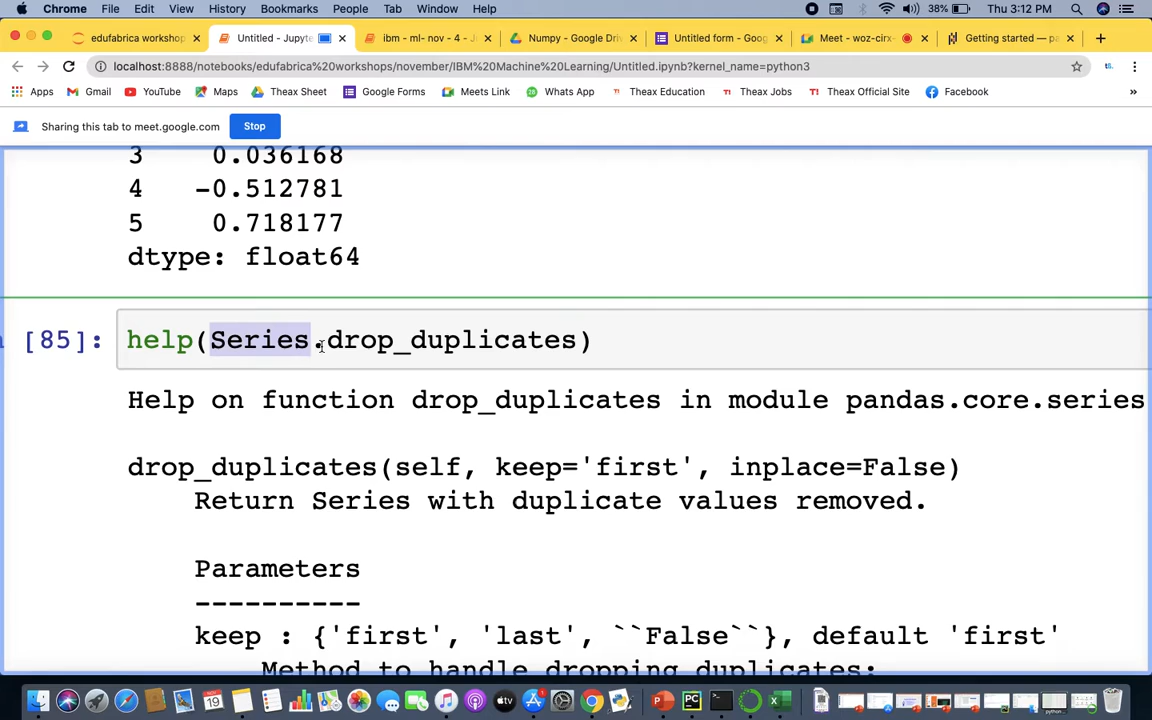 Chrome File Edit View History Bookmarks People Tab Window Help 38% Thu 3:12 PM
edufabrica workshop Untitled - Jupyte ibm - ml- nov - 4 - J Numpy - Google Dri Untitled form - Goog Meet - woz-cirx- Getting started — pa
localhost:8888/notebooks/edufabrica%20workshops/november/IBM%20Machine%20Learning/Untitled.ipynb?kernel_name=python3
Apps Gmail YouTube Maps Theax Sheet Google Forms Meets Link Whats App Theax Education Theax Jobs Theax Official Site Facebook »
Sharing this tab to meet.google.com Stop
3 0.036168
4 -0.512781
5 0.718177
dtype: float64
[85]: help(Series.drop_duplicates)
Help on function drop_duplicates in module pandas.core.series
drop_duplicates(self, keep='first', inplace=False)
Return Series with duplicate values removed.
Parameters
----------
keep : {'first', 'last', ``False``}, default 'first'
Method to handle dropping duplicates: